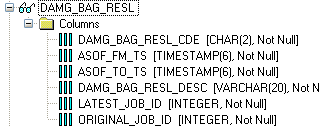 DAMG_BAG_RESL
Columns
DAMG_BAG_RESL_CDE [CHAR(2), Not Null]
ASOF_FM_TS [TIMESTAMP(6), Not Null]
ASOF_TO_TS [TIMESTAMP(6), Not Null]
DAMG_BAG_RESL_DESC [VARCHAR(20), Not N
LATEST_JOB_ID [INTEGER, Not Null]
ORIGINAL_JOB_ID [INTEGER, Not Null]